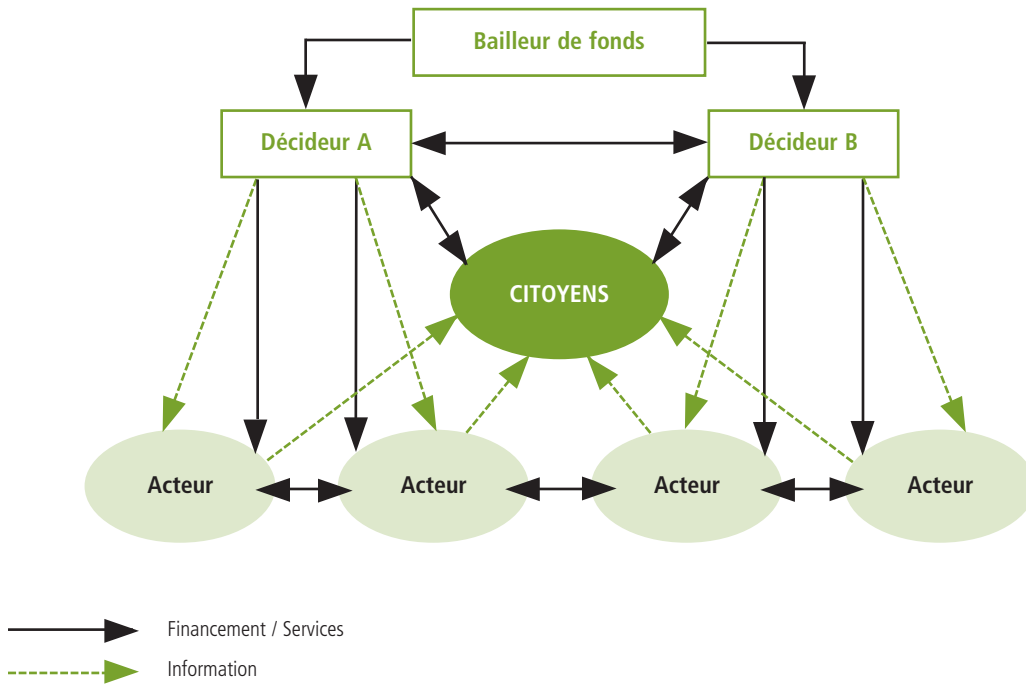 Bailleur de fonds
Décideur A
Décideur B
CITOYENS
Acteur
Acteur
Acteur
Acteur
Financement / Services
Information